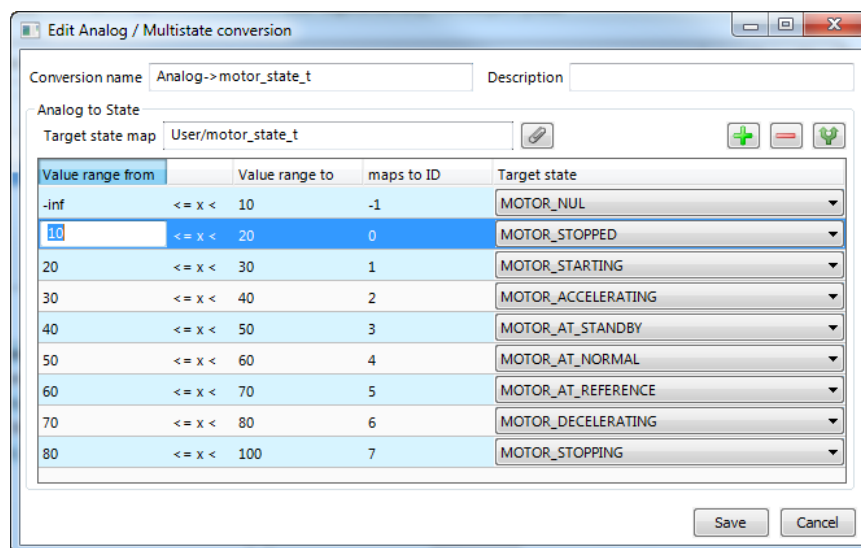 Edit Analog / Multistate conversion
Conversion name Analog->motor_state_t Description
Analog to State
Target state map User/motor_state_t
Value range from Value range to maps to ID Target state
-inf <= x < 10 -1 MOTOR_NUL
10 <= x < 20 0 MOTOR_STOPPED
20 <= x < 30 1 MOTOR_STARTING
30 <= x < 40 2 MOTOR_ACCELERATING
40 <= x < 50 3 MOTOR_AT_STANDBY
50 <= x < 60 4 MOTOR_AT_NORMAL
60 <= x < 70 5 MOTOR_AT_REFERENCE
70 <= x < 80 6 MOTOR_DECELERATING
80 <= x < 100 7 MOTOR_STOPPING
Save Cancel